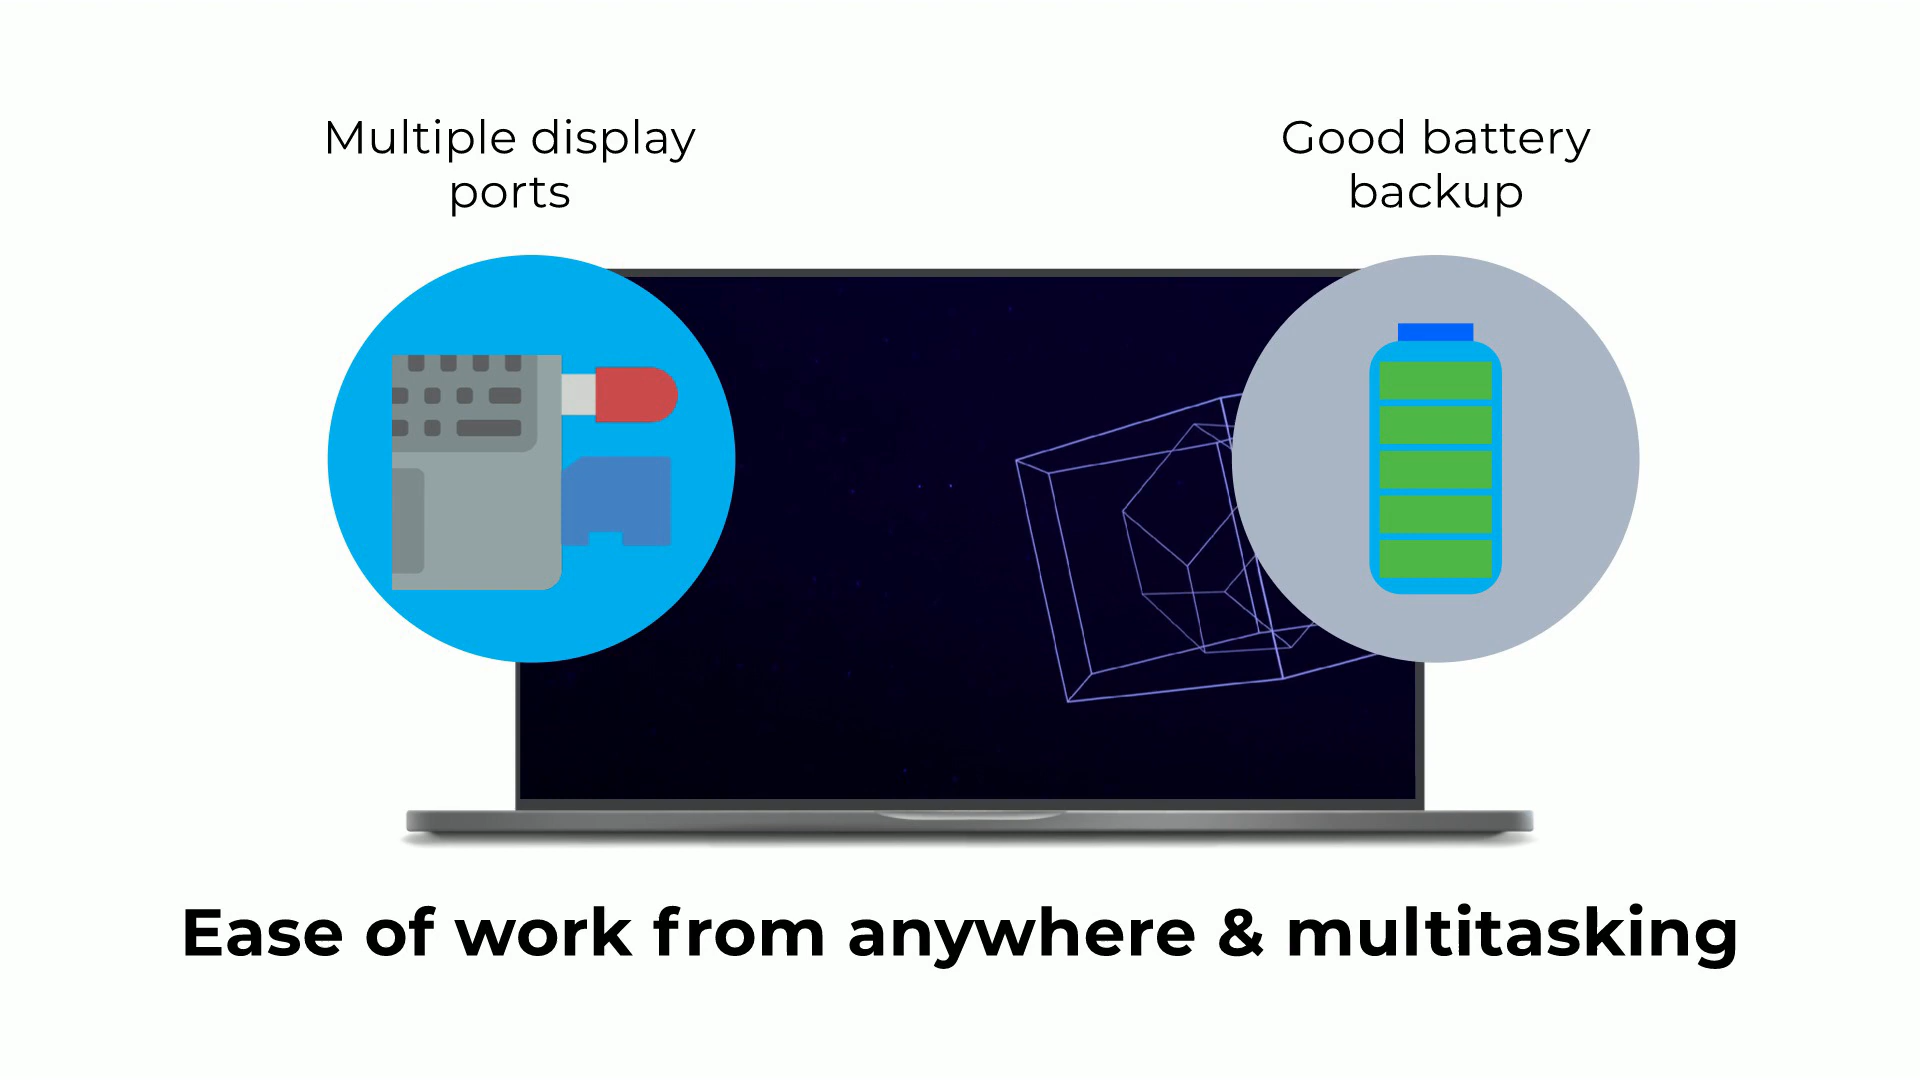 Multiple display
ports
Good battery
backup
Ease of work from anywhere & multitasking